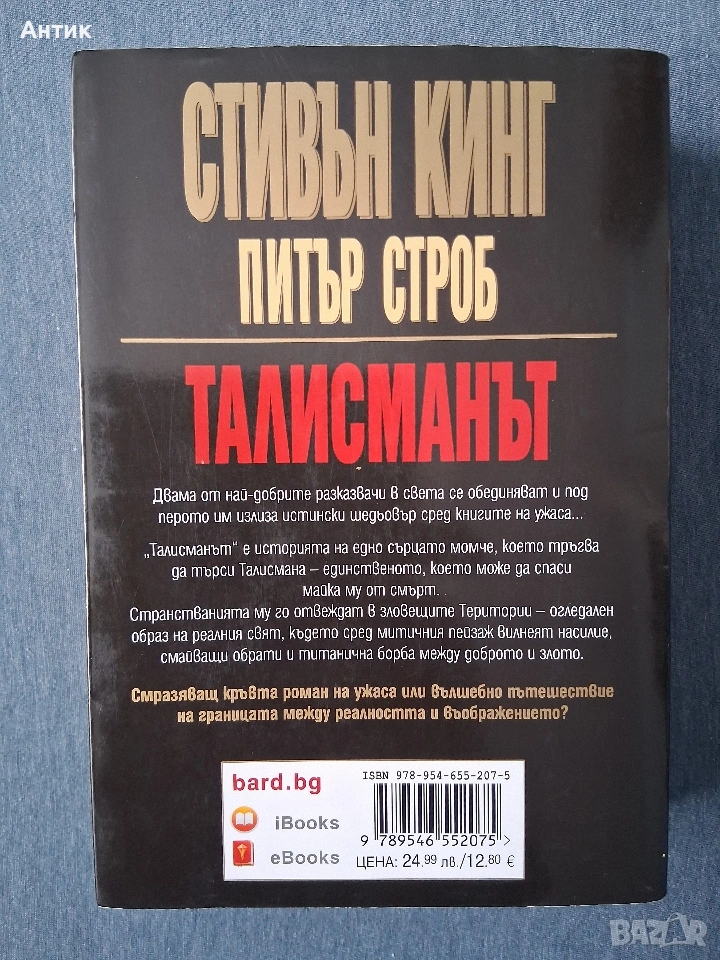 Антик
СТИВЪН КИНГ
ПИТЪР СТРОБ
ТАЛИСМАНЪТ
Двама от най-добрите разказвачи в света се обединяват и под
перото им излиза истински шедьовър сред книгите на ужаса...
„Талисманът“ е историята на едно сърцато момче, което тръгва
да търси Талисмана – единственото, което може да спаси
майка му от смърт. .
Странстванията му го отвеждат в зловещите Територии – огледален
образ на реалния свят, където сред митичния пейзаж вилнеят насилие,
смайващи обрати и титанична борба между доброто и злото.
Смразяващ кръвта роман на ужаса или вълшебно пътешествие
на границата между реалността и въображението?
bard.bg
iBooks
eBooks
ISBN 978-954-655-207-5
9 789546 552075 >
ЦЕНА: 24,99 лв./12.80 €
BAZAR